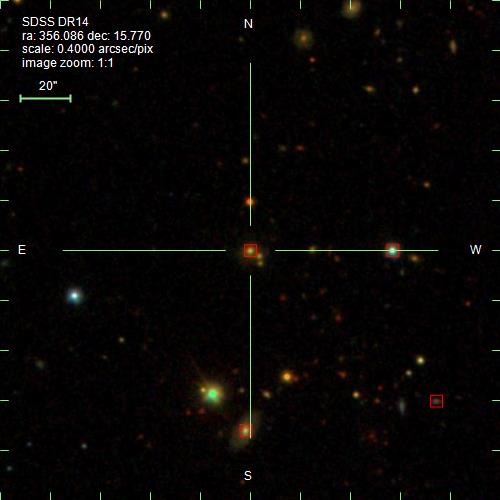 SDSS DR14
ra: 356.086 dec: 15.770
scale: 0.4000 arcsec/pix
image zoom: 1:1
20"
N
E
W
S